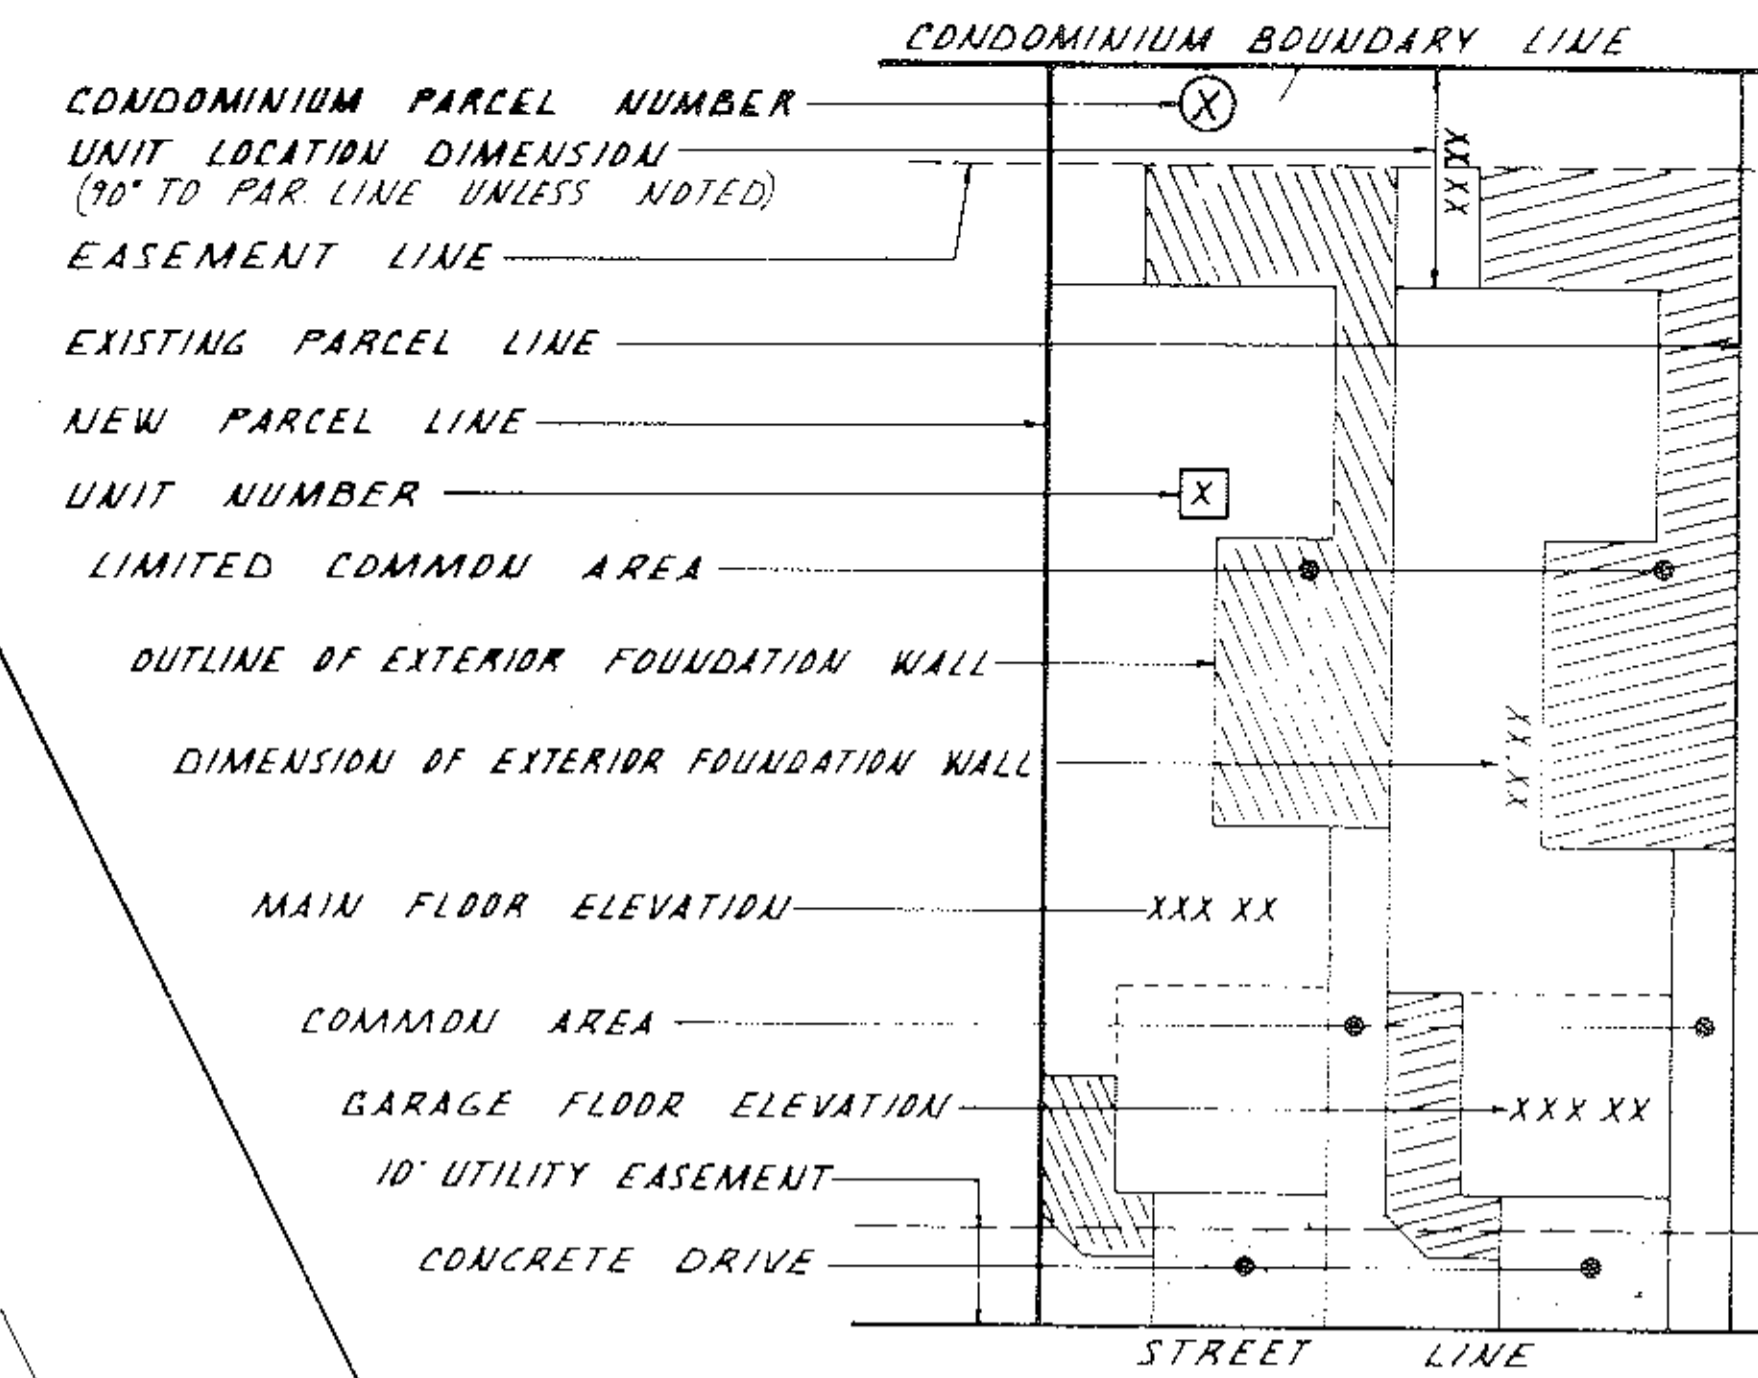 CONDOMINIUM BOUNDARY LINE
CONDOMINIUM PARCEL NUMBER
X
UNIT LOCATION DIMENSION
(90° TO PAR. LINE UNLESS NOTED)
XX XX
EASEMENT LINE
EXISTING PARCEL LINE
NEW PARCEL LINE
UNIT NUMBER
X
LIMITED COMMON AREA
OUTLINE OF EXTERIOR FOUNDATION WALL
DIMENSION OF EXTERIOR FOUNDATION WALL
XX'XX
MAIN FLOOR ELEVATION
XXX XX
COMMON AREA
GARAGE FLOOR ELEVATION
XXX XX
10' UTILITY EASEMENT
CONCRETE DRIVE
STREET LINE